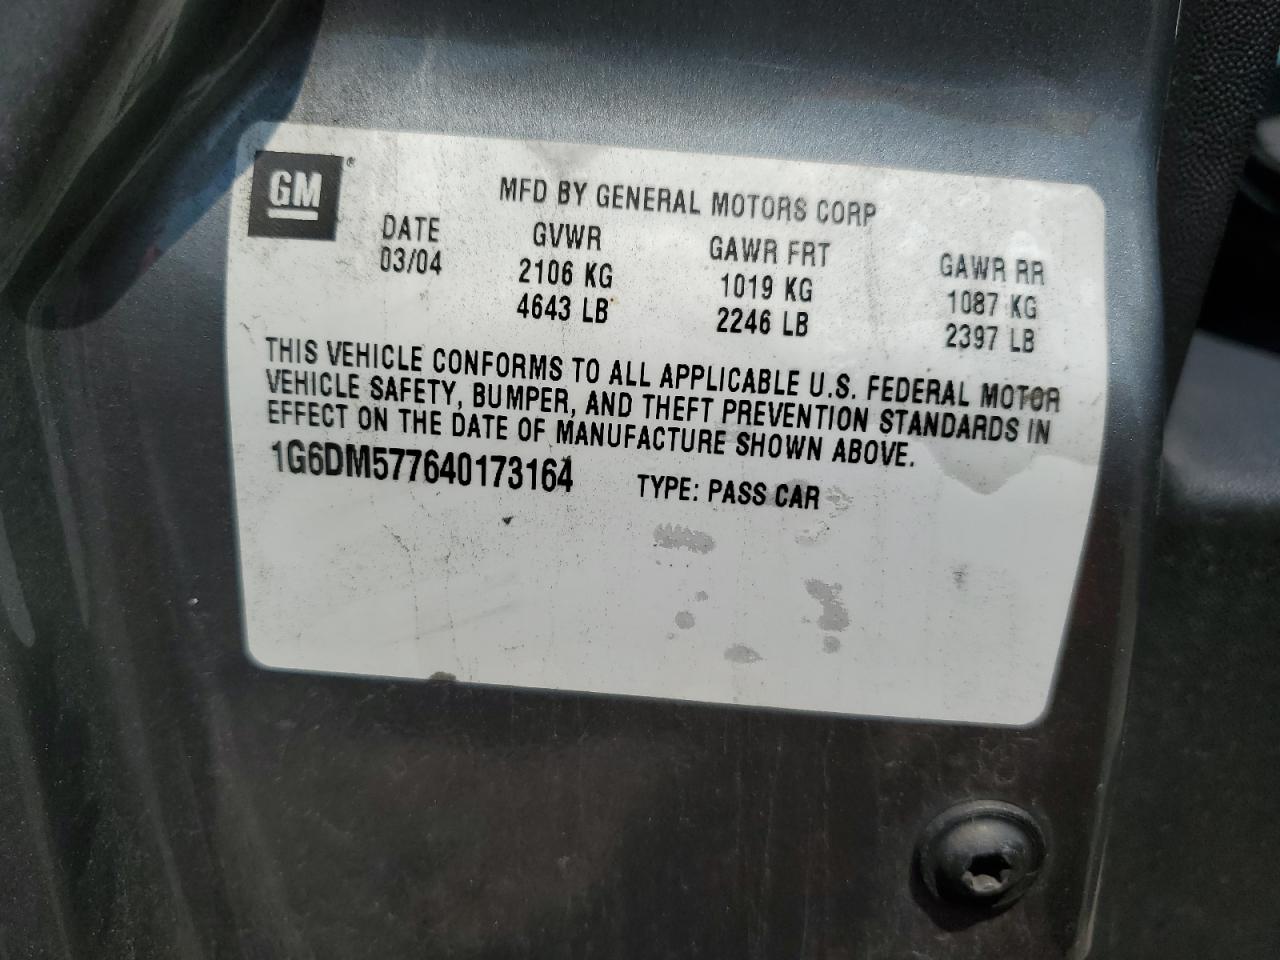 GM®
MFD BY GENERAL MOTORS CORP
DATE GVWR GAWR FRT GAWR RR
03/04 2106 KG 1019 KG 1087 KG
4643 LB 2246 LB 2397 LB
THIS VEHICLE CONFORMS TO ALL APPLICABLE U.S. FEDERAL MOTOR
VEHICLE SAFETY, BUMPER, AND THEFT PREVENTION STANDARDS IN
EFFECT ON THE DATE OF MANUFACTURE SHOWN ABOVE.
1G6DM577640173164 TYPE: PASS CAR